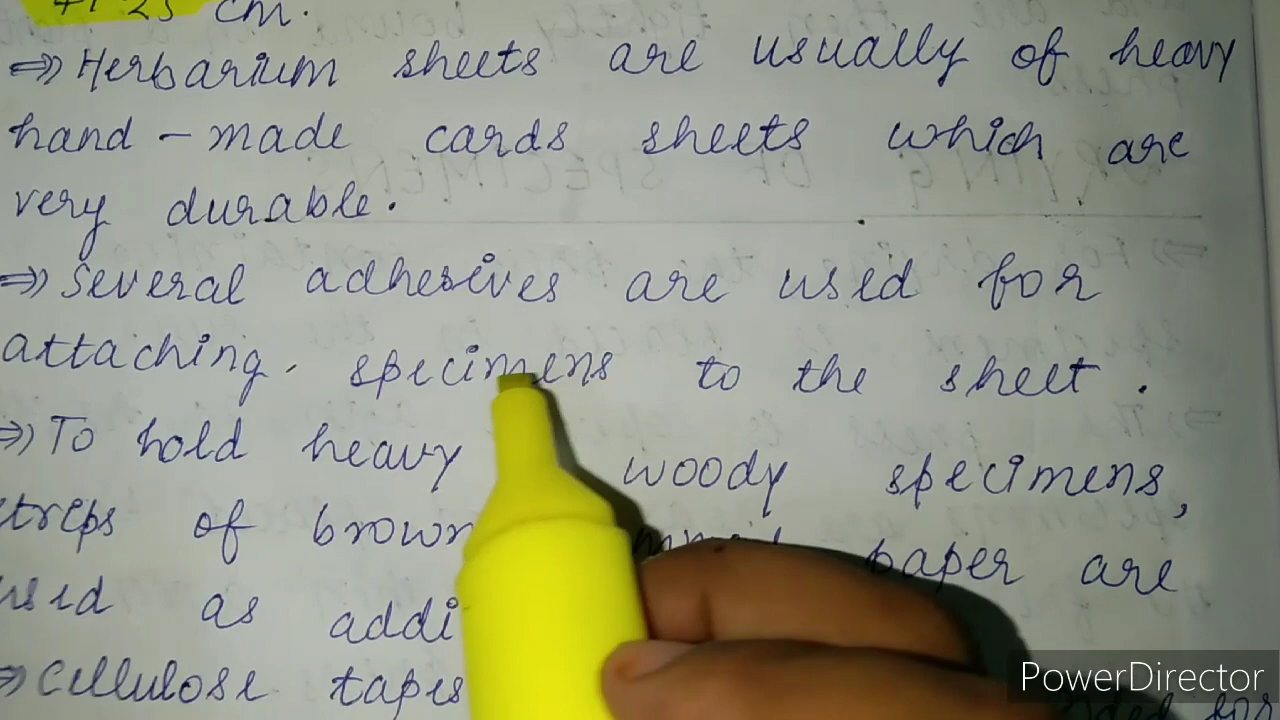 cm.
⇒ Herbarium sheets are usually of heavy
hand - made cards sheets which are
very durable.
⇒ Several adhesives are used for
attaching. specimens to the sheet.
⇒ To hold heavy woody specimens,
of brown paper are
as
⇒ Cellulose tapes
PowerDirector